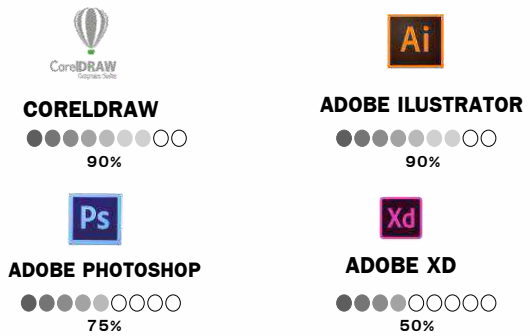 CorelDRAW
Graphics Suite
CORELDRAW
90%
Ai
ADOBE ILUSTRATOR
90%
Ps
ADOBE PHOTOSHOP
75%
Xd
ADOBE XD
50%